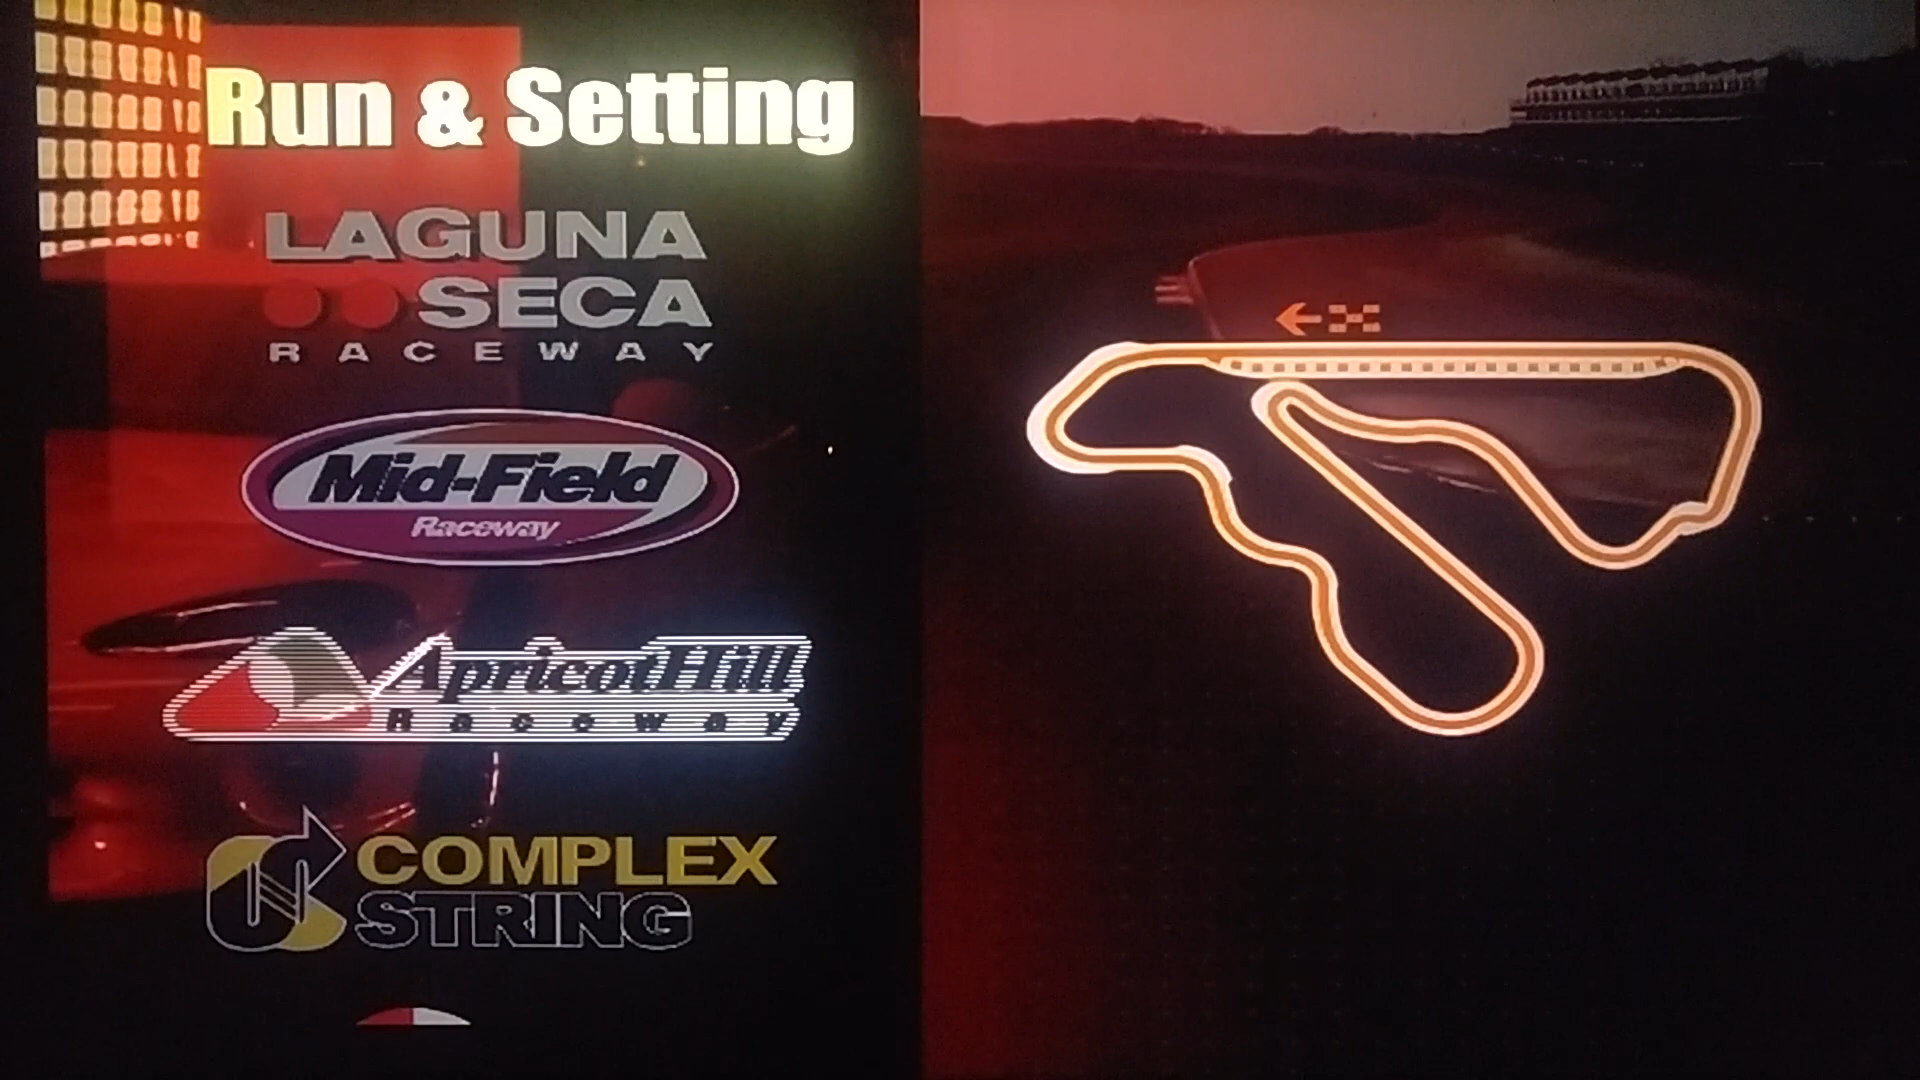 Run & Setting
LAGUNA
SECA
RACEWAY
Mid-Field
Raceway
ApricotHill
Raceway
COMPLEX
STRING